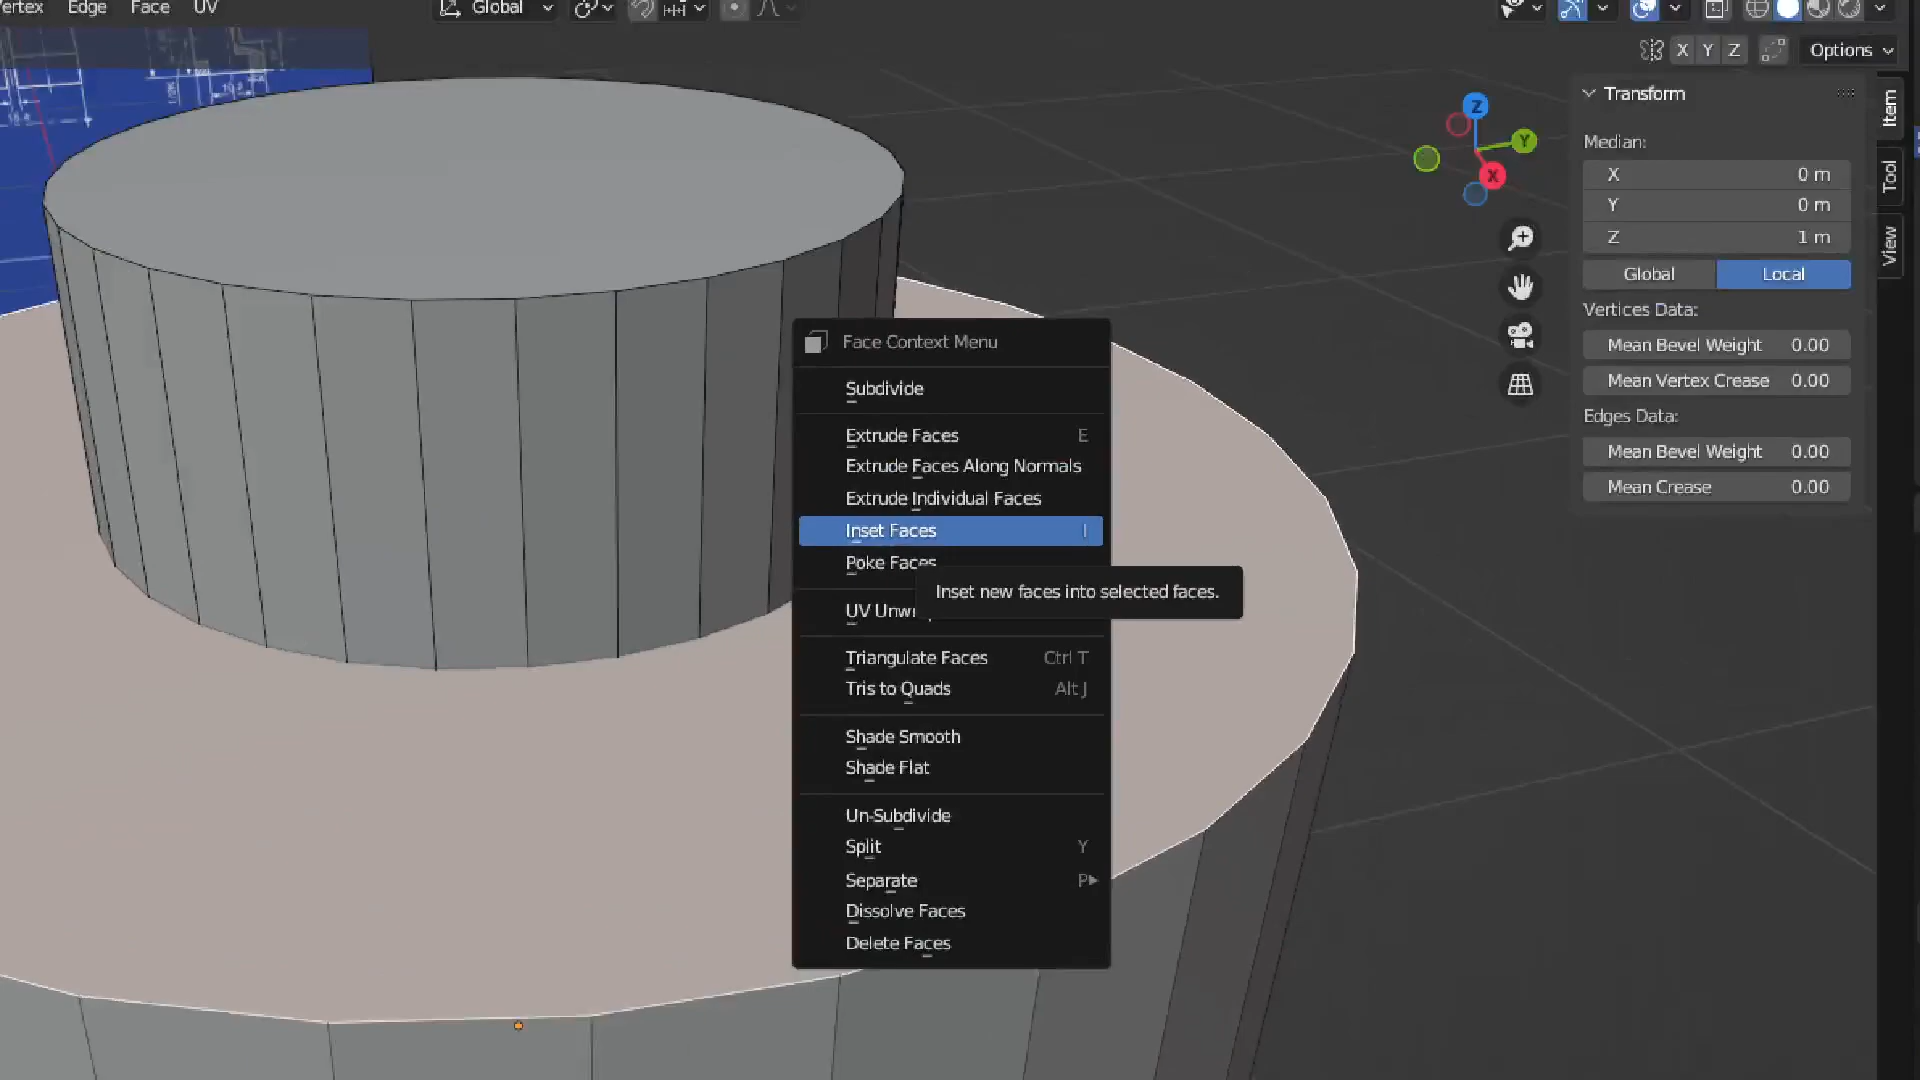 Edge Face UV
Global
X Y Z
Options
Transform
Item
Tool
View
Median:
X 0 m
Y 0 m
Z 1 m
Global Local
Vertices Data:
Mean Bevel Weight 0.00
Mean Vertex Crease 0.00
Edges Data:
Mean Bevel Weight 0.00
Mean Crease 0.00
Z
Y
X
Face Context Menu
Subdivide
Extrude Faces E
Extrude Faces Along Normals
Extrude Individual Faces
Inset Faces I
Poke Faces
Inset new faces into selected faces.
UV
Triangulate Faces Ctrl T
Tris to Quads Alt J
Shade Smooth
Shade Flat
Un-Subdivide
Split Y
Separate P
Dissolve Faces
Delete Faces